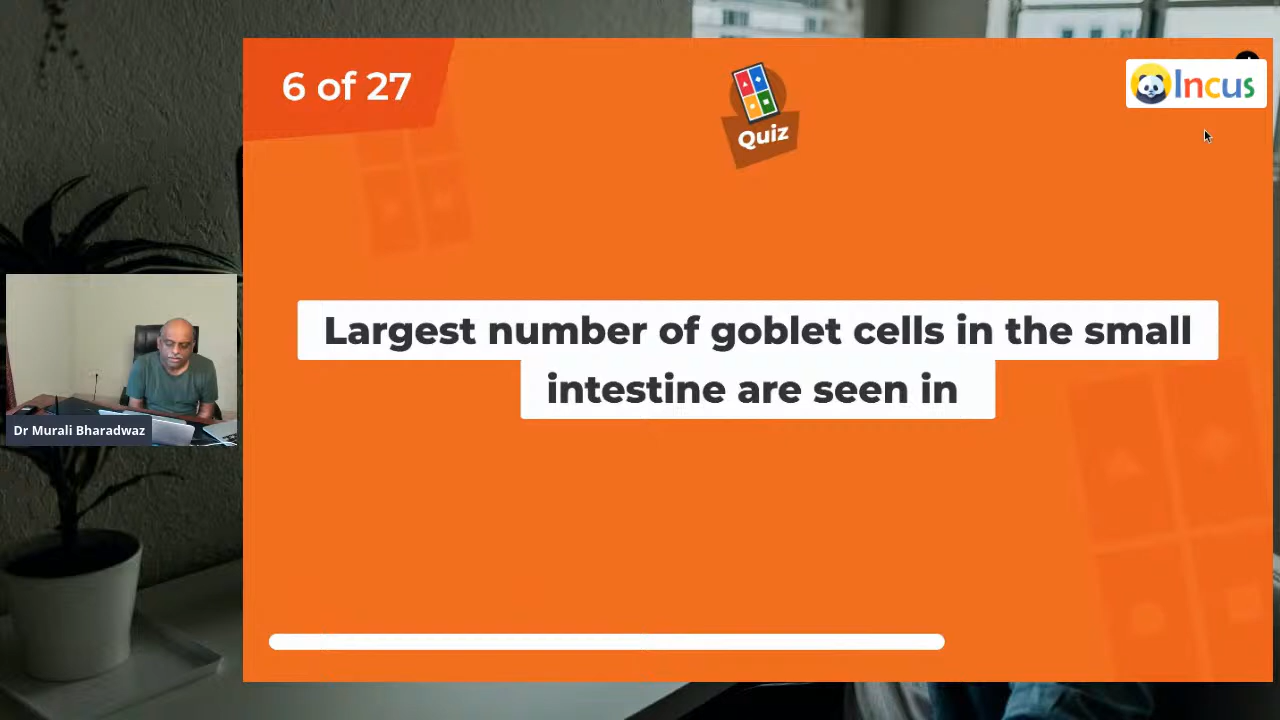 6 of 27
Quiz
Incus
Largest number of goblet cells in the small
intestine are seen in
Dr Murali Bharadwaz